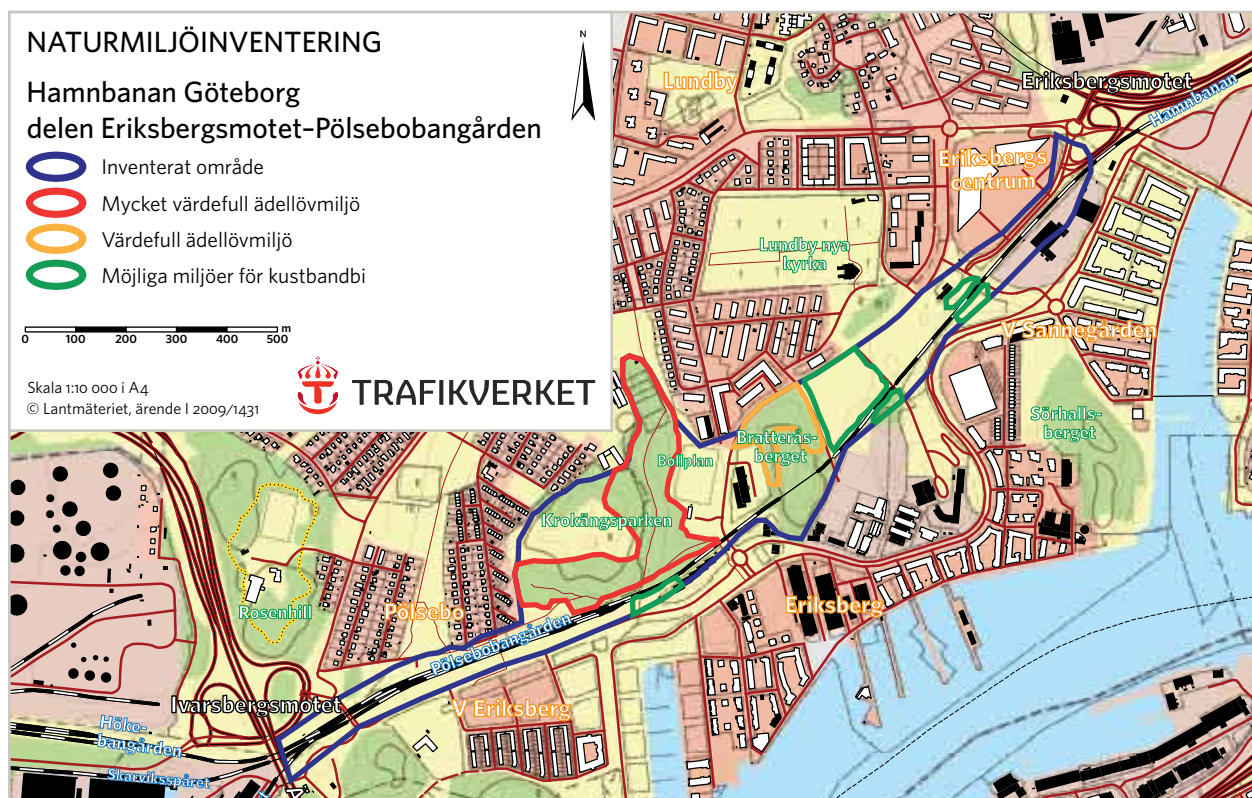 NATURMILJÖINVENTERING
Hamnbanan Göteborg
delen Eriksbergsmotet–Pölsebobangården
Inventerat område
Mycket värdefull ädellövmiljö
Värdefull ädellövmiljö
Möjliga miljöer för kustbandbi
0 100 200 300 400 500 m
Skala 1:10 000 i A4
© Lantmäteriet, ärende I 2009/1431
TRAFIKVERKET
N
Lundby
Eriksbergsmotet
Hamnbanan
Eriksbergs
centrum
Lundby nya
kyrka
V Sannegården
Sörhalls-
berget
Bratterås-
berget
Bollplan
Krokängsparken
Rosenhill
Pölsebo
Eriksberg
Pölsebobangården
V Eriksberg
Ivarsbergsmotet
Höke-
bangården
Skarviksspåret